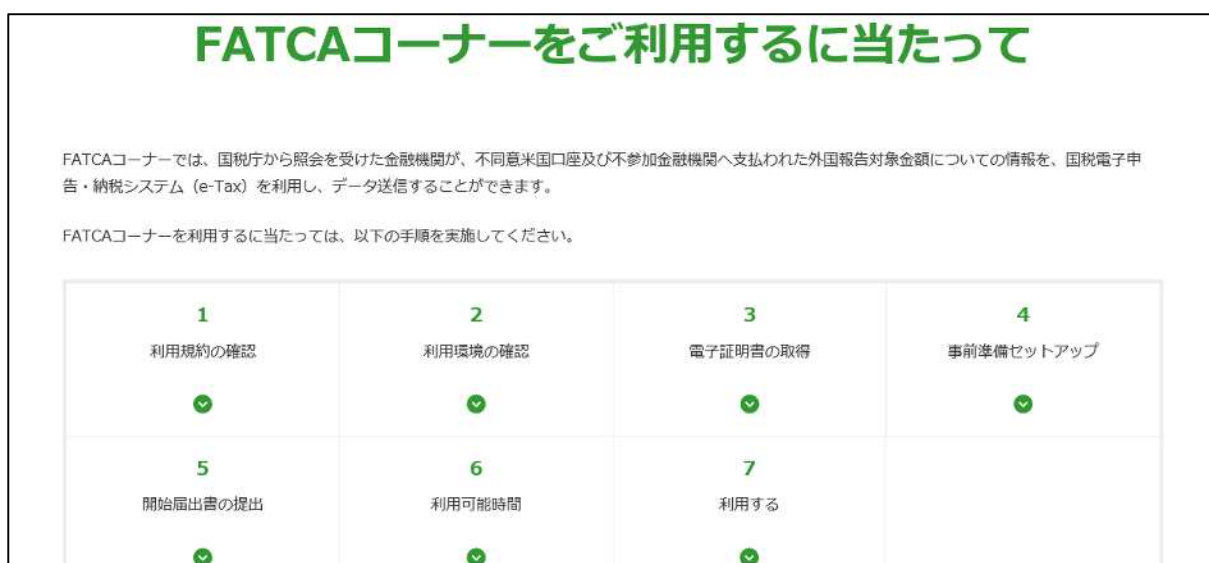 FATCAコーナーをご利用するに当たって
FATCAコーナーでは、国税庁から照会を受けた金融機関が、不同意米国口座及び不参加金融機関へ支払われた外国報告対象金額についての情報を、国税電子申
告・納税システム（e-Tax）を利用し、データ送信することができます。
FATCAコーナーを利用するに当たっては、以下の手順を実施してください。
1
利用規約の確認
2
利用環境の確認
3
電子証明書の取得
4
事前準備セットアップ
5
開始届出書の提出
6
利用可能時間
7
利用する